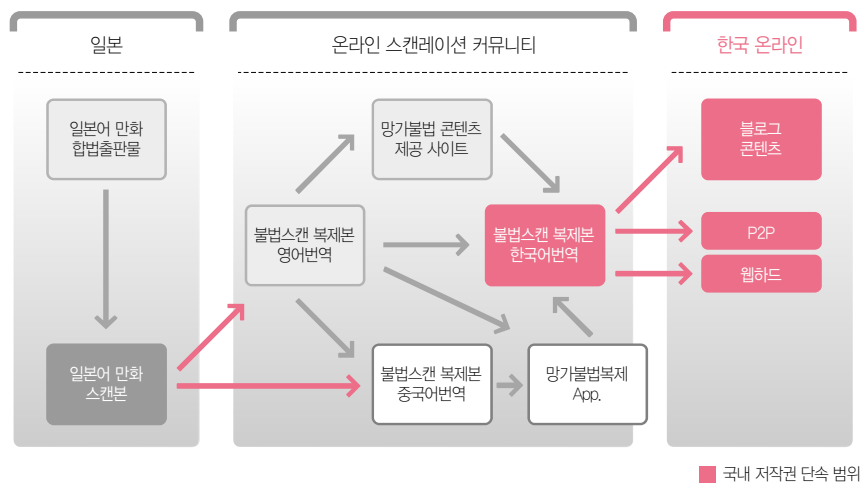 일본
일본어 만화
합법출판물
일본어 만화
스캔본
온라인 스캔레이션 커뮤니티
망가불법 콘텐츠
제공 사이트
불법스캔 복제본
영어번역
불법스캔 복제본
한국어번역
불법스캔 복제본
중국어번역
망가불법복제
App.
한국 온라인
블로그
콘텐츠
P2P
웹하드
국내 저작권 단속 범위